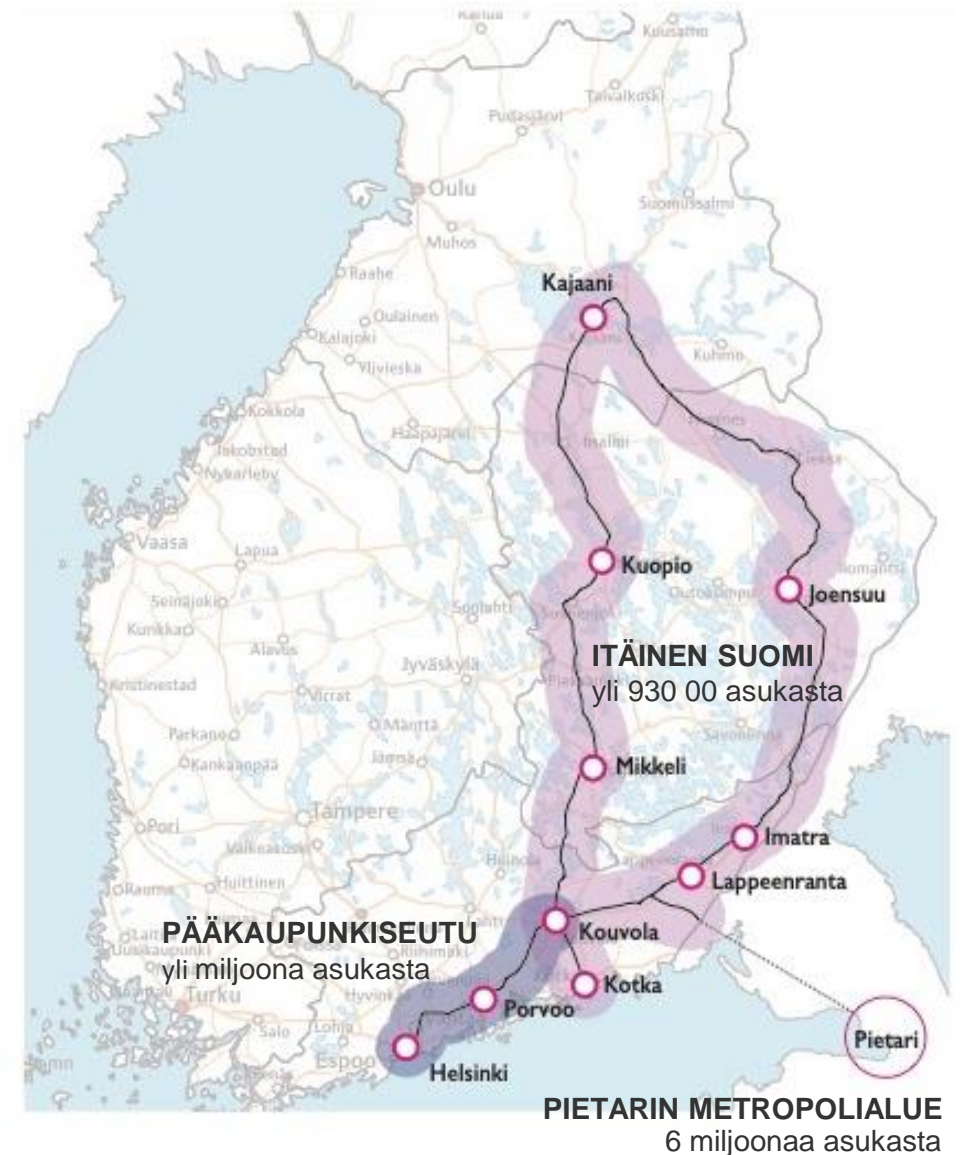 Kuusamo
Taivalkoski
Pudasjärvi
Oulu
Suomussalmi
Muhos
Raahe
Kajaani
Oulainen
Kalajoki
Ylivieska
Kuhmo
Kokkola
Haapajärvi
Iisalmi
Jakobstad
Nykarleby
Lieksa
Vaasa
Lapua
Kuopio
Outokumpu
Joensuu
Seinäjoki
Kurikka
Alavus
ITÄINEN SUOMI
yli 930 00 asukasta
Jyväskylä
Kristinestad
Virrat
Mänttä
Parkano
Kankaanpää
Jämsä
Savonlinna
Mikkeli
Tampere
Pori
Valkeakoski
Imatra
Heinola
Lappeenranta
Rauma
Huittinen
PÄÄKAUPUNKISEUTU
yli miljoona asukasta
Kouvola
Uusikaupunki
Riihimäki
Kotka
Hyvinkää
Turku
Porvoo
Salo
Lohja
Espoo
Pietari
Helsinki
PIETARIN METROPOLIALUE
6 miljoonaa asukasta